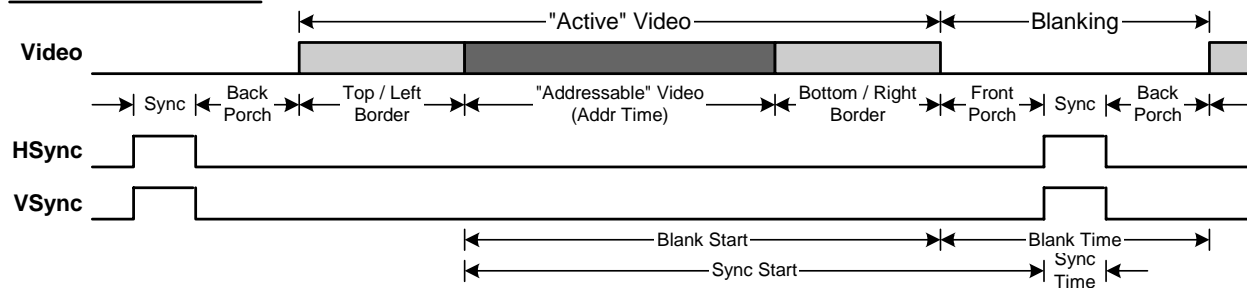 "Active" Video
Blanking
Video
Sync
Back Porch
Top / Left Border
"Addressable" Video (Addr Time)
Bottom / Right Border
Front Porch
Sync
Back Porch
HSync
VSync
Blank Start
Blank Time
Sync Start
Sync Time